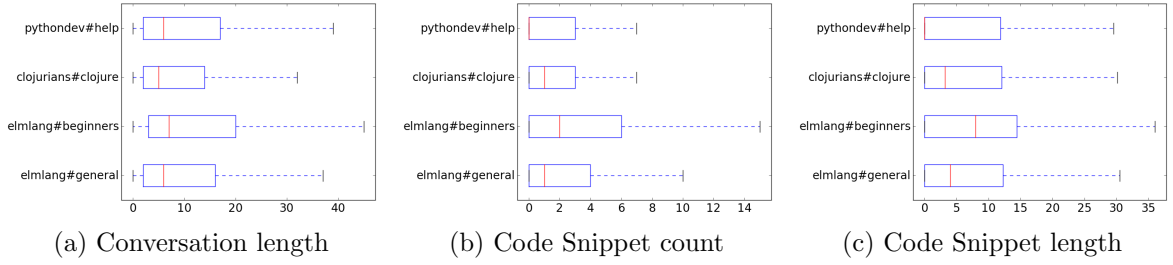 pythondev#help
clojurians#clojure
elmlang#beginners
elmlang#general
0 10 20 30 40
(a) Conversation length
pythondev#help
clojurians#clojure
elmlang#beginners
elmlang#general
0 2 4 6 8 10 12 14
(b) Code Snippet count
pythondev#help
clojurians#clojure
elmlang#beginners
elmlang#general
0 5 10 15 20 25 30 35
(c) Code Snippet length